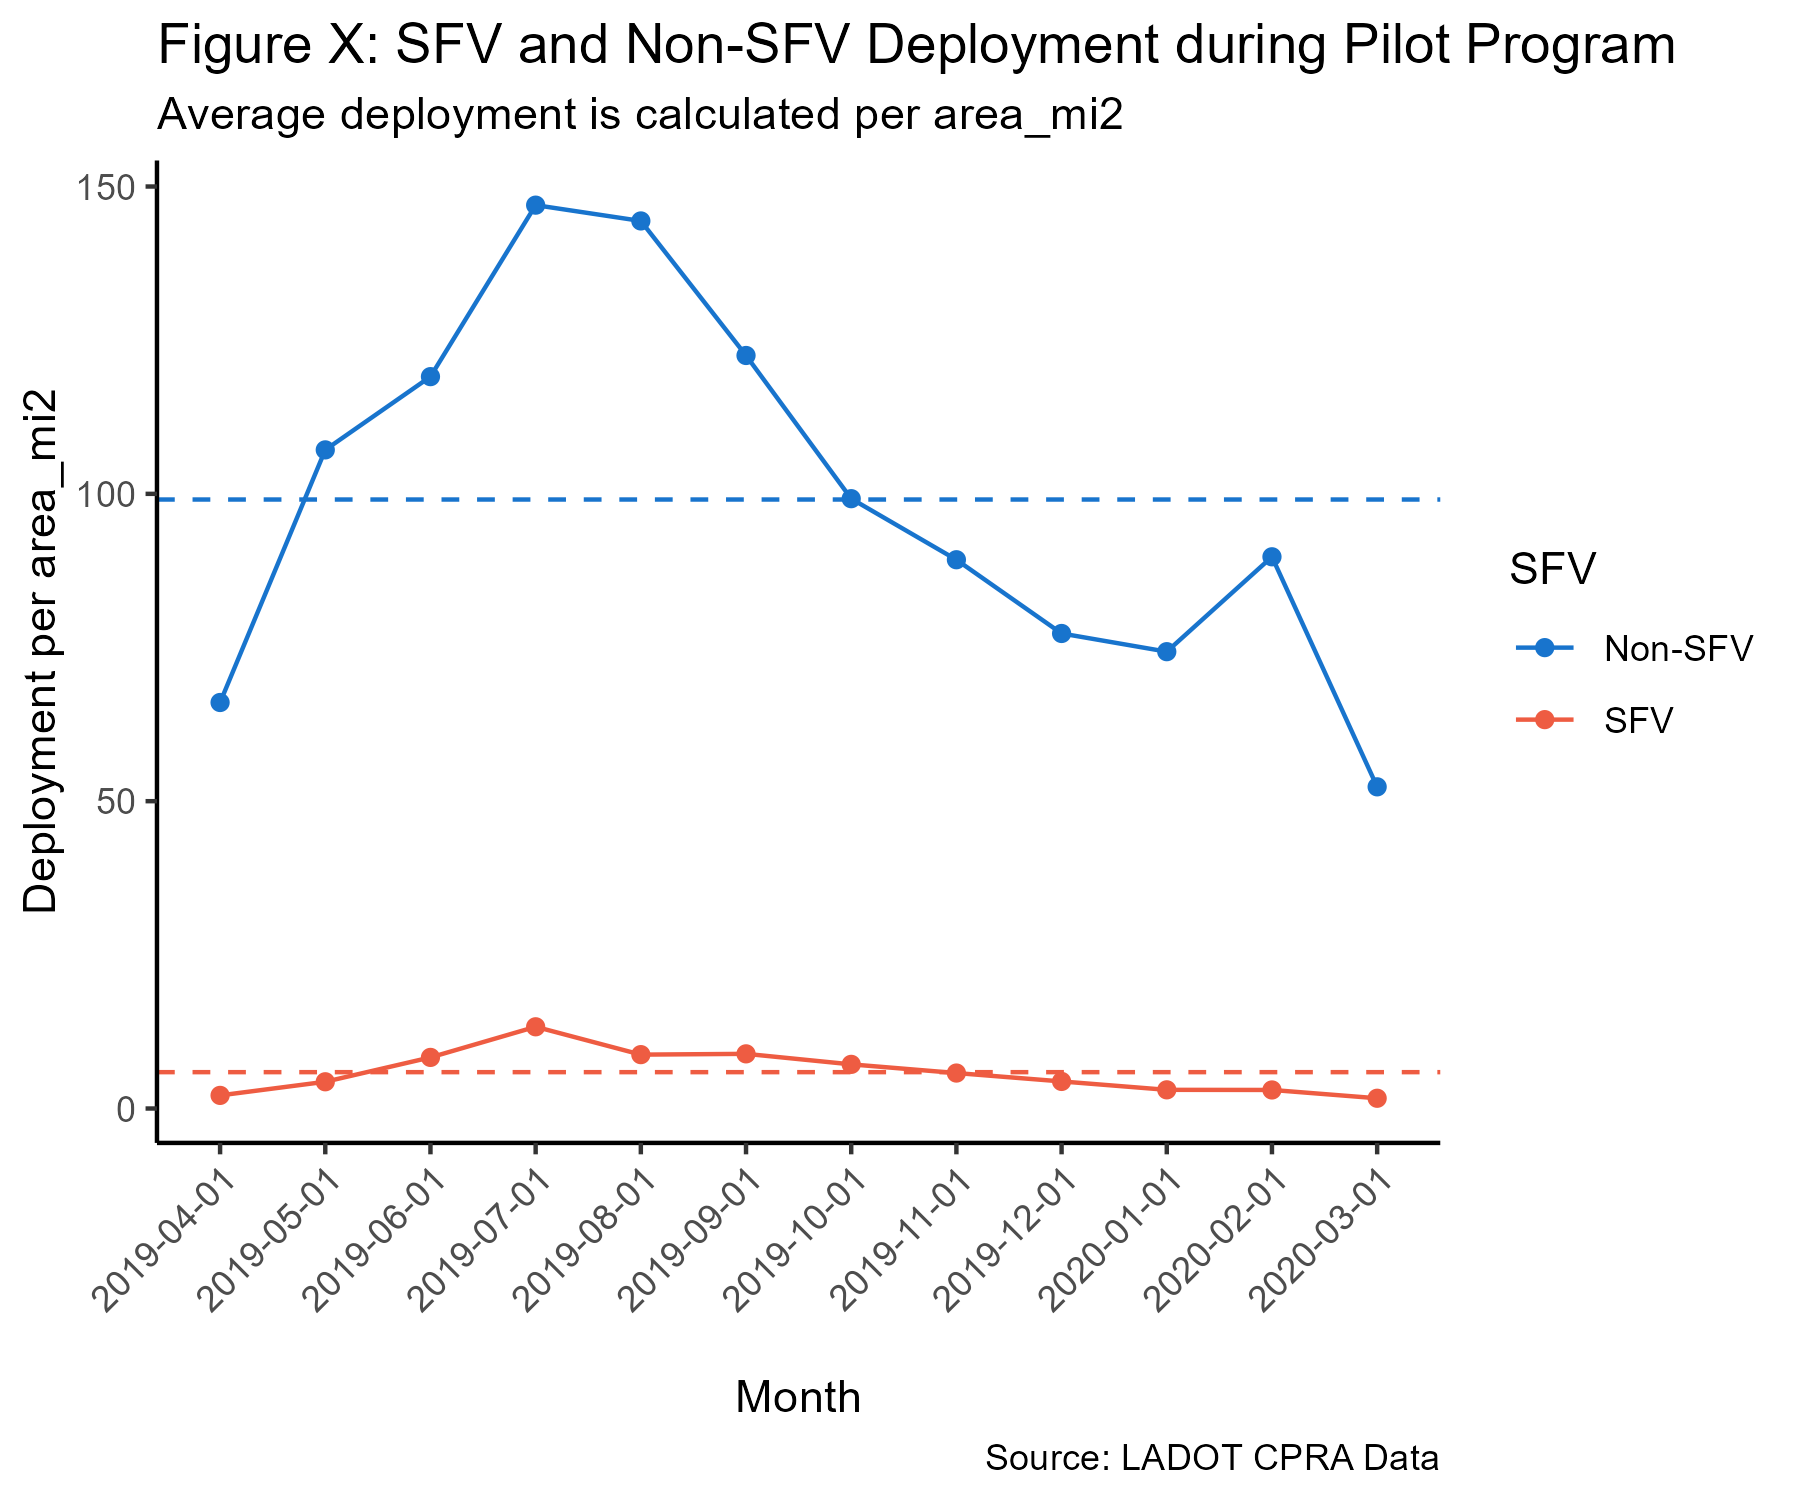 Figure X: SFV and Non-SFV Deployment during Pilot Program
Average deployment is calculated per area_mi2
150
100
50
0
Deployment per area_mi2
2019-04-01
2019-05-01
2019-06-01
2019-07-01
2019-08-01
2019-09-01
2019-10-01
2019-11-01
2019-12-01
2020-01-01
2020-02-01
2020-03-01
Month
SFV
Non-SFV
SFV
Source: LADOT CPRA Data